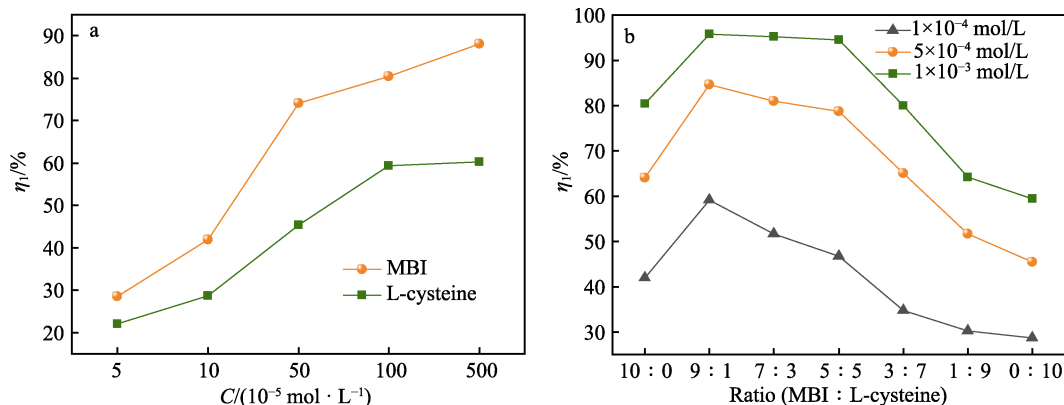 a
90
80
70
60
50
40
30
20
η₁/%
MBI
L-cysteine
5 10 50 100 500
C/(10⁻⁵ mol · L⁻¹)
b
1×10⁻⁴ mol/L
5×10⁻⁴ mol/L
1×10⁻³ mol/L
100
90
80
70
60
50
40
30
η₁/%
10 : 0 9 : 1 7 : 3 5 : 5 3 : 7 1 : 9 0 : 10
Ratio (MBI : L-cysteine)